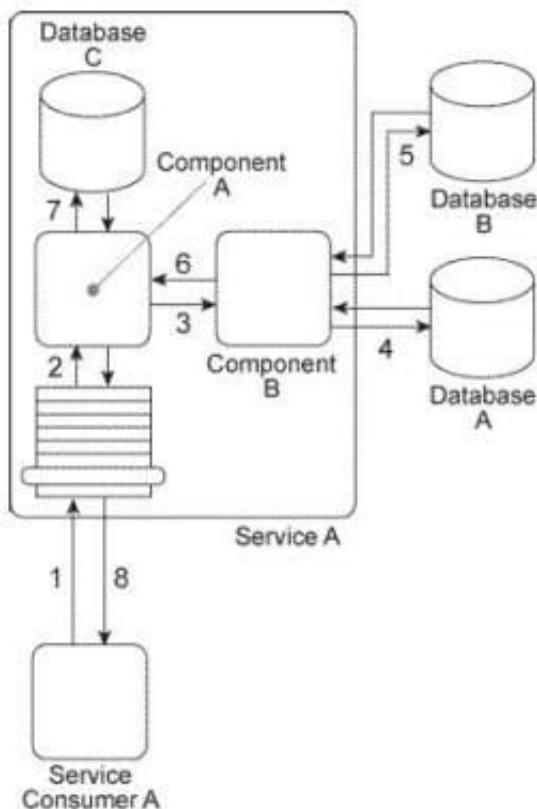 Database
C
Component
A
5
Database
B
7
6
3
Component
B
4
Database
A
2
Service A
1
8
Service
Consumer A